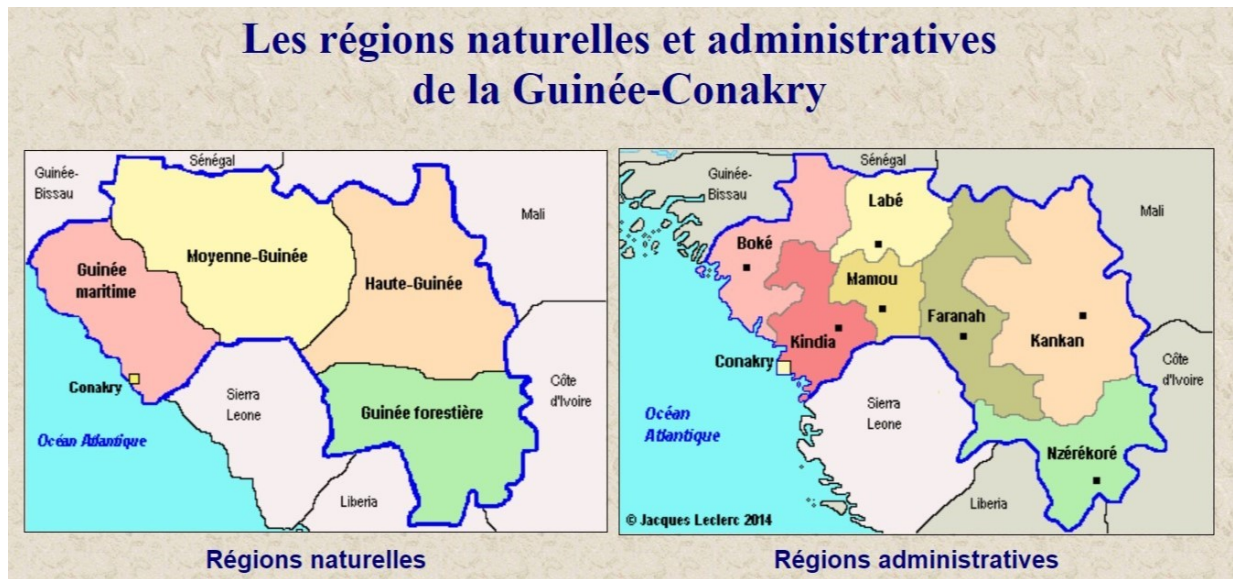 Les régions naturelles et administratives
de la Guinée-Conakry
Guinée-
Bissau
Sénégal
Mali
Moyenne-Guinée
Guinée
maritime
Haute-Guinée
Conakry
Sierra
Leone
Guinée forestière
Côte
d'Ivoire
Océan Atlantique
Liberia
Régions naturelles
Guinée-
Bissau
Sénégal
Mali
Labé
Boké
Mamou
Faranah
Kindia
Kankan
Conakry
Côte
d'Ivoire
Océan
Atlantique
Sierra
Leone
Nzérékoré
Liberia
© Jacques Leclerc 2014
Régions administratives